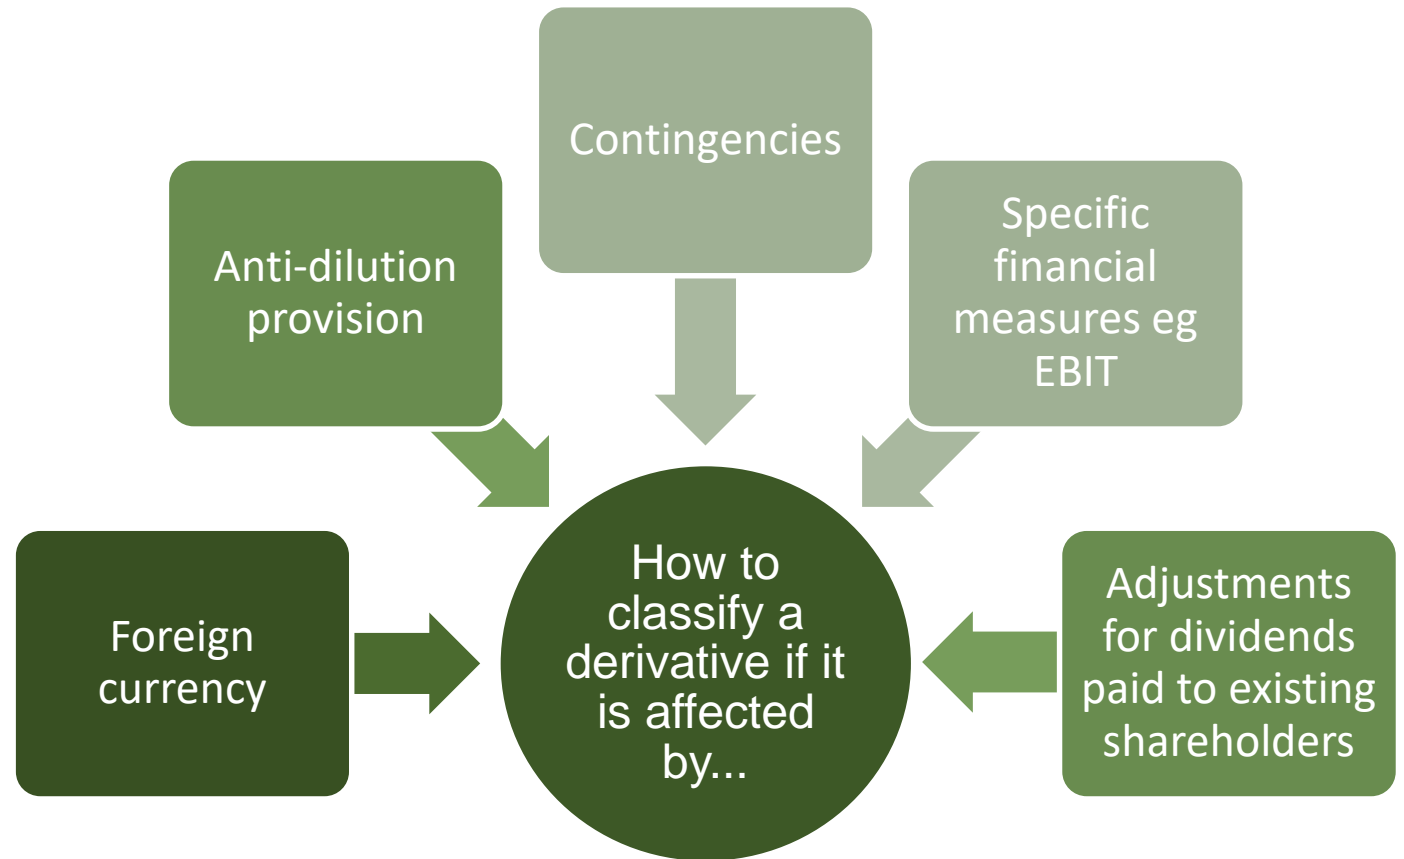 Contingencies
Anti-dilution
provision
Specific
financial
measures eg
EBIT
Foreign
currency
How to
classify a
derivative if it
is affected
by...
Adjustments
for dividends
paid to existing
shareholders